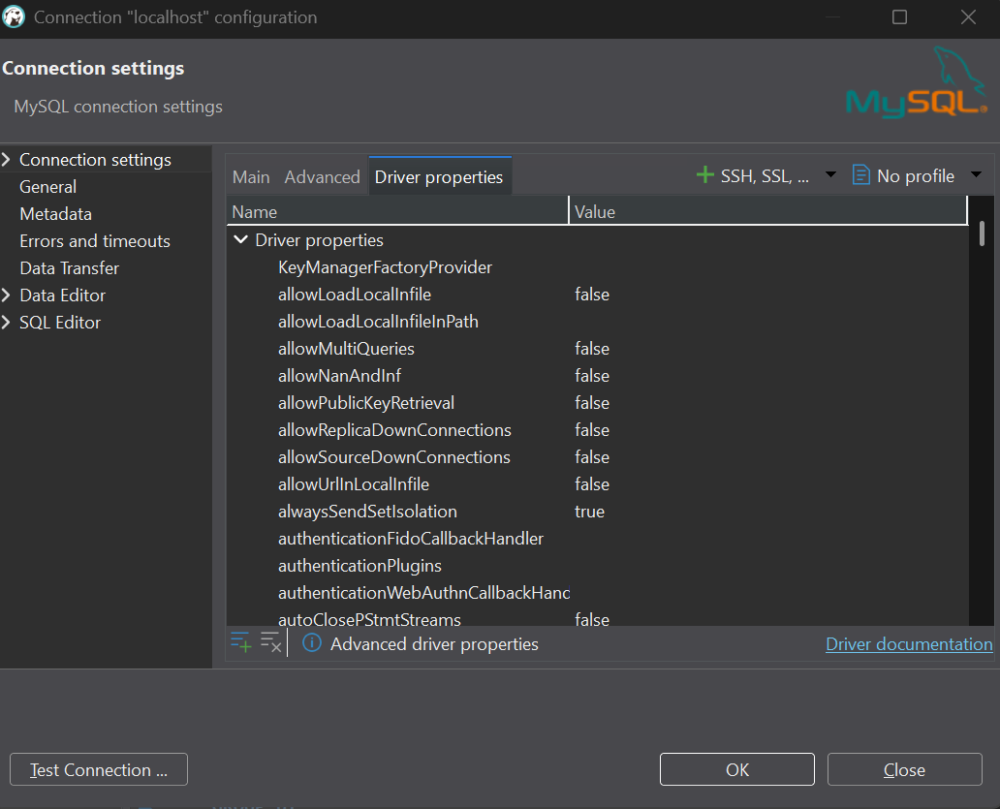 Connection "localhost" configuration
Connection settings
MySQL connection settings
MySQL®
Connection settings
General
Metadata
Errors and timeouts
Data Transfer
Data Editor
SQL Editor
Main Advanced Driver properties SSH, SSL, ... No profile
Name Value
Driver properties
KeyManagerFactoryProvider
allowLoadLocalInfile false
allowLoadLocalInfileInPath
allowMultiQueries false
allowNanAndInf false
allowPublicKeyRetrieval false
allowReplicaDownConnections false
allowSourceDownConnections false
allowUrlInLocalInfile false
alwaysSendSetIsolation true
authenticationFidoCallbackHandler
authenticationPlugins
authenticationWebAuthnCallbackHanc
autoClosePStmtStreams false
Advanced driver properties Driver documentation
Test Connection ... OK Close